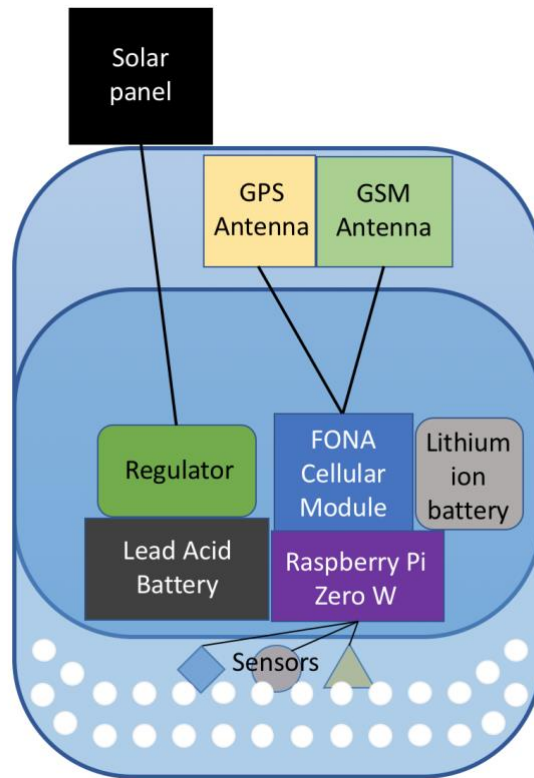 Solar
panel
GPS
Antenna
GSM
Antenna
Regulator
FONA
Cellular
Module
Lithium
ion
battery
Lead Acid
Battery
Raspberry Pi
Zero W
Sensors